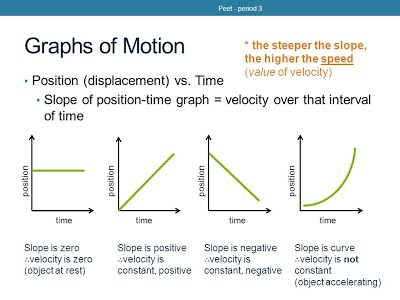 Peet - period 3
Graphs of Motion
* the steeper the slope,
the higher the speed
(value of velocity)
• Position (displacement) vs. Time
• Slope of position-time graph = velocity over that interval
of time
position
time
position
time
position
time
position
time
Slope is zero
∴velocity is zero
(object at rest)
Slope is positive
∴velocity is
constant, positive
Slope is negative
∴velocity is
constant, negative
Slope is curve
∴velocity is not
constant
(object accelerating)